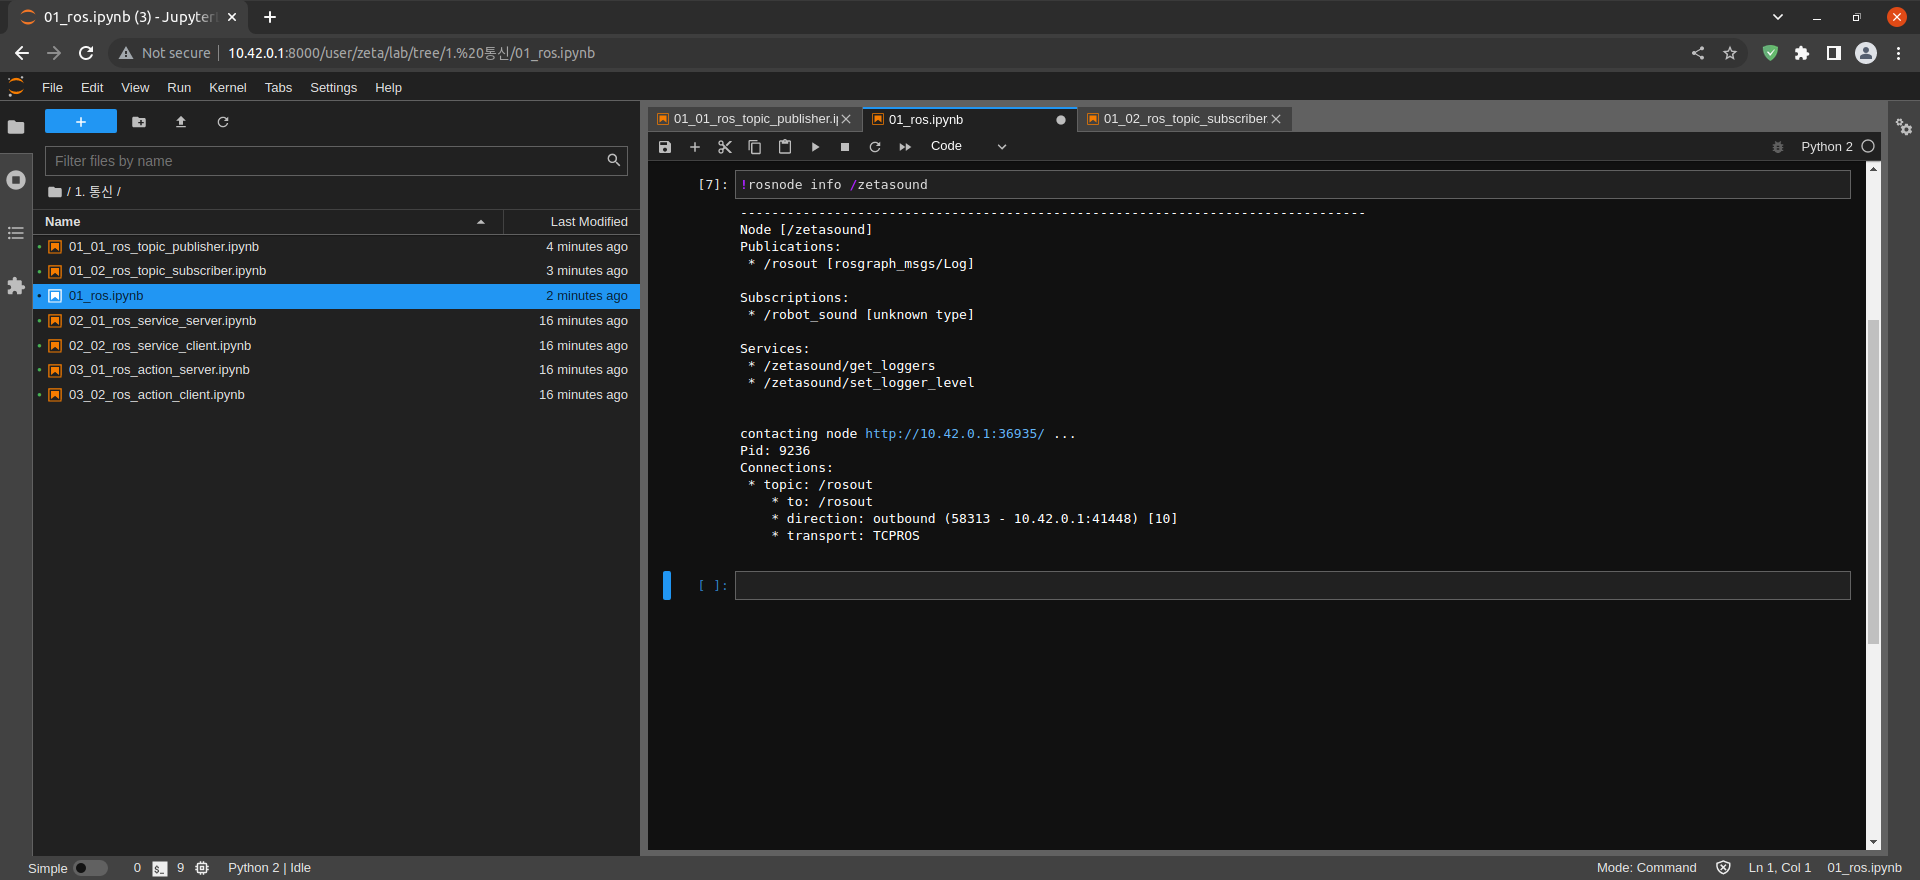 01_ros.ipynb (3) - Jupyter
Not secure
10.42.0.1:8000/user/zeta/lab/tree/1.%20통신/01_ros.ipynb
File Edit View Run Kernel Tabs Settings Help
Filter files by name
/ 1. 통신 /
Name Last Modified
01_01_ros_topic_publisher.ipynb 4 minutes ago
01_02_ros_topic_subscriber.ipynb 3 minutes ago
01_ros.ipynb 2 minutes ago
02_01_ros_service_server.ipynb 16 minutes ago
02_02_ros_service_client.ipynb 16 minutes ago
03_01_ros_action_server.ipynb 16 minutes ago
03_02_ros_action_client.ipynb 16 minutes ago
01_01_ros_topic_publisher.i 01_ros.ipynb 01_02_ros_topic_subscriber
Code Python 2
[7]: !rosnode info /zetasound
--------------------------------------------------------------------------------
Node [/zetasound]
Publications:
* /rosout [rosgraph_msgs/Log]
Subscriptions:
* /robot_sound [unknown type]
Services:
* /zetasound/get_loggers
* /zetasound/set_logger_level
contacting node http://10.42.0.1:36935/ ...
Pid: 9236
Connections:
* topic: /rosout
* to: /rosout
* direction: outbound (58313 - 10.42.0.1:41448) [10]
* transport: TCPROS
[ ]:
Simple 0 $_ 9 Python 2 | Idle Mode: Command Ln 1, Col 1 01_ros.ipynb